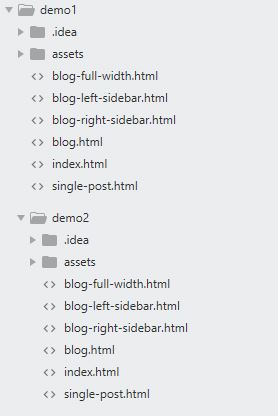 demo1
.idea
assets
blog-full-width.html
blog-left-sidebar.html
blog-right-sidebar.html
blog.html
index.html
single-post.html
demo2
.idea
assets
blog-full-width.html
blog-left-sidebar.html
blog-right-sidebar.html
blog.html
index.html
single-post.html